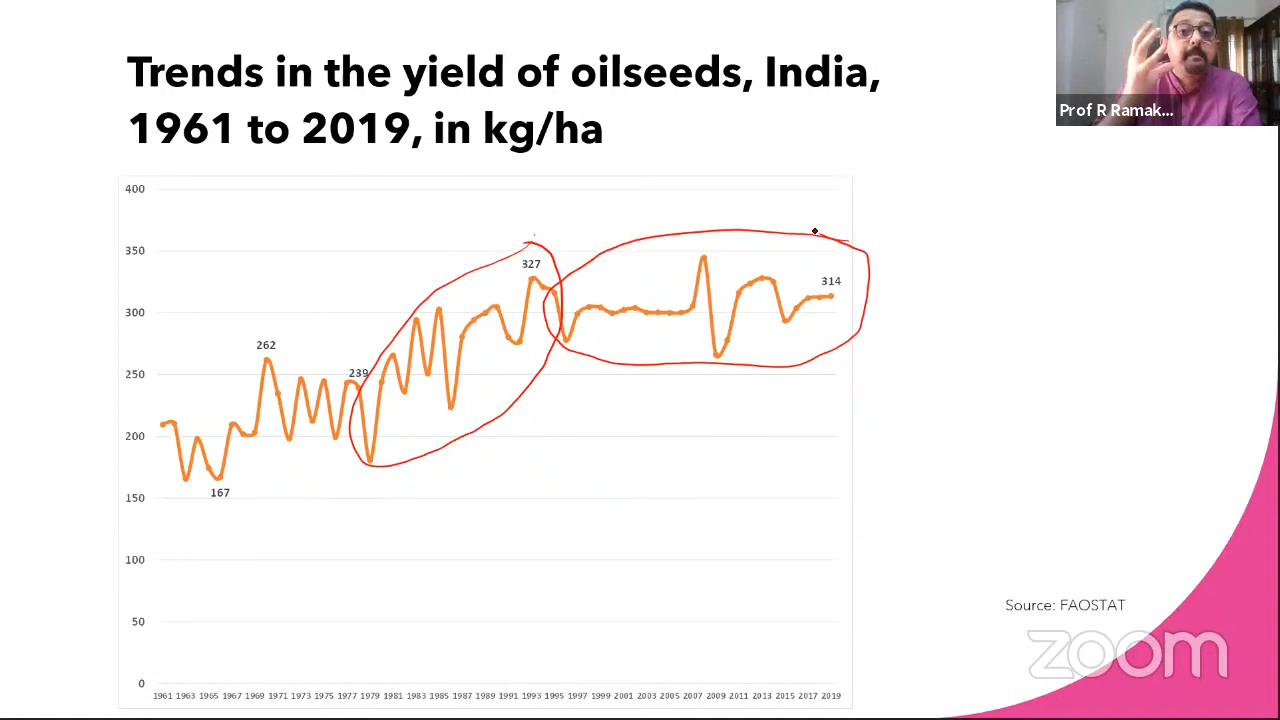 Trends in the yield of oilseeds, India,
1961 to 2019, in kg/ha
Prof R Ramak...
400
350
300
250
200
150
100
50
0
262
167
239
327
314
1961 1963 1965 1967 1969 1971 1973 1975 1977 1979 1981 1983 1985 1987 1989 1991 1993 1995 1997 1999 2001 2003 2005 2007 2009 2011 2013 2015 2017 2019
Source: FAOSTAT
zoom